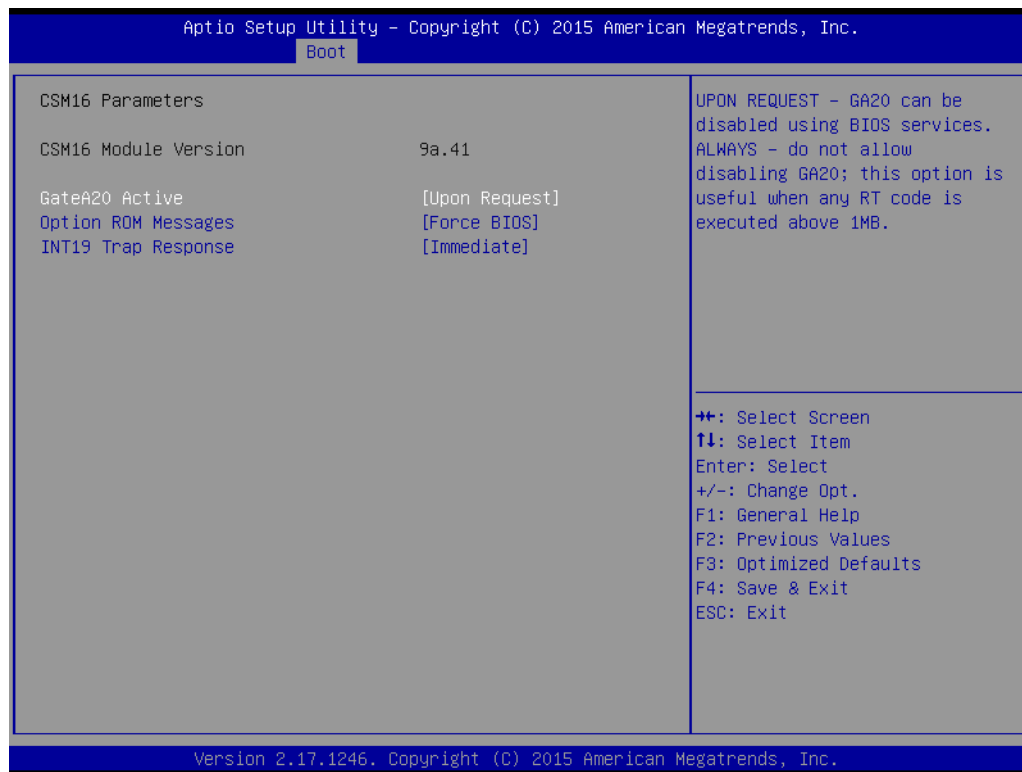 Aptio Setup Utility – Copyright (C) 2015 American Megatrends, Inc.
Boot
CSM16 Parameters
CSM16 Module Version 9a.41
GateA20 Active [Upon Request]
Option ROM Messages [Force BIOS]
INT19 Trap Response [Immediate]
UPON REQUEST – GA20 can be
disabled using BIOS services.
ALWAYS – do not allow
disabling GA20; this option is
useful when any RT code is
executed above 1MB.
→←: Select Screen
↑↓: Select Item
Enter: Select
+/-: Change Opt.
F1: General Help
F2: Previous Values
F3: Optimized Defaults
F4: Save & Exit
ESC: Exit
Version 2.17.1246. Copyright (C) 2015 American Megatrends, Inc.